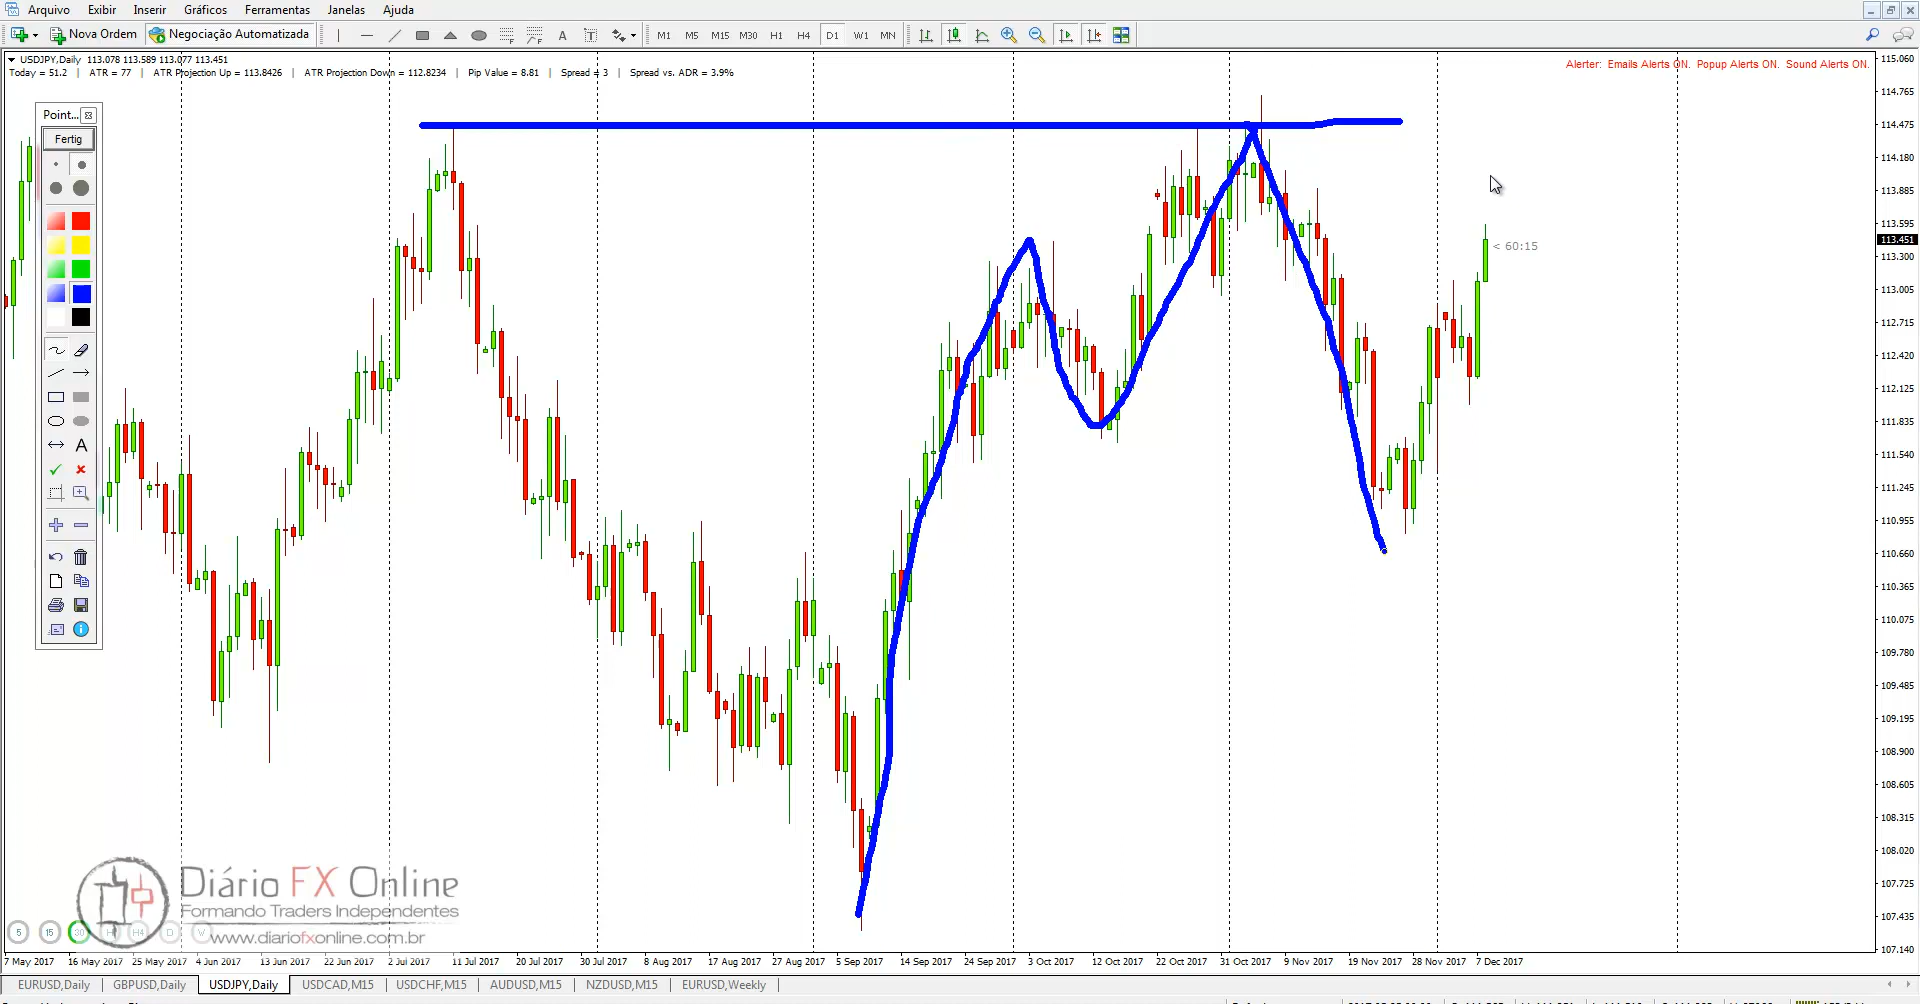 Arquivo Exibir Inserir Gráficos Ferramentas Janelas Ajuda
Nova Ordem Negociação Automatizada A T M1 M5 M15 M30 H1 H4 D1 W1 MN
USDJPY,Daily 113.078 113.589 113.077 113.451
Today = 51.2 | ATR = 77 | ATR Projection Up = 113.8426 | ATR Projection Down = 112.8234 | Pip Value = 8.81 | Spread = 3 | Spread vs. ADR = 3.9%
Alerter: Emails Alerts ON. Popup Alerts ON. Sound Alerts ON.
Point...
Fertig
A
< 60:15
115.060
114.765
114.475
114.180
113.885
113.595
113.451
113.300
113.005
112.715
112.420
112.125
111.835
111.540
111.245
110.955
110.660
110.365
110.075
109.780
109.485
109.195
108.900
108.605
108.315
108.020
107.725
107.435
107.140
Diário FX Online
Formando Traders Independentes
www.diariofxonline.com.br
5 15 30 H H4 D W
7 May 2017 16 May 2017 25 May 2017 4 Jun 2017 13 Jun 2017 22 Jun 2017 2 Jul 2017 11 Jul 2017 20 Jul 2017 30 Jul 2017 8 Aug 2017 17 Aug 2017 27 Aug 2017 5 Sep 2017 14 Sep 2017 24 Sep 2017 3 Oct 2017 12 Oct 2017 22 Oct 2017 31 Oct 2017 9 Nov 2017 19 Nov 2017 28 Nov 2017 7 Dec 2017
EURUSD,Daily GBPUSD,Daily USDJPY,Daily USDCAD,M15 USDCHF,M15 AUDUSD,M15 NZDUSD,M15 EURUSD,Weekly